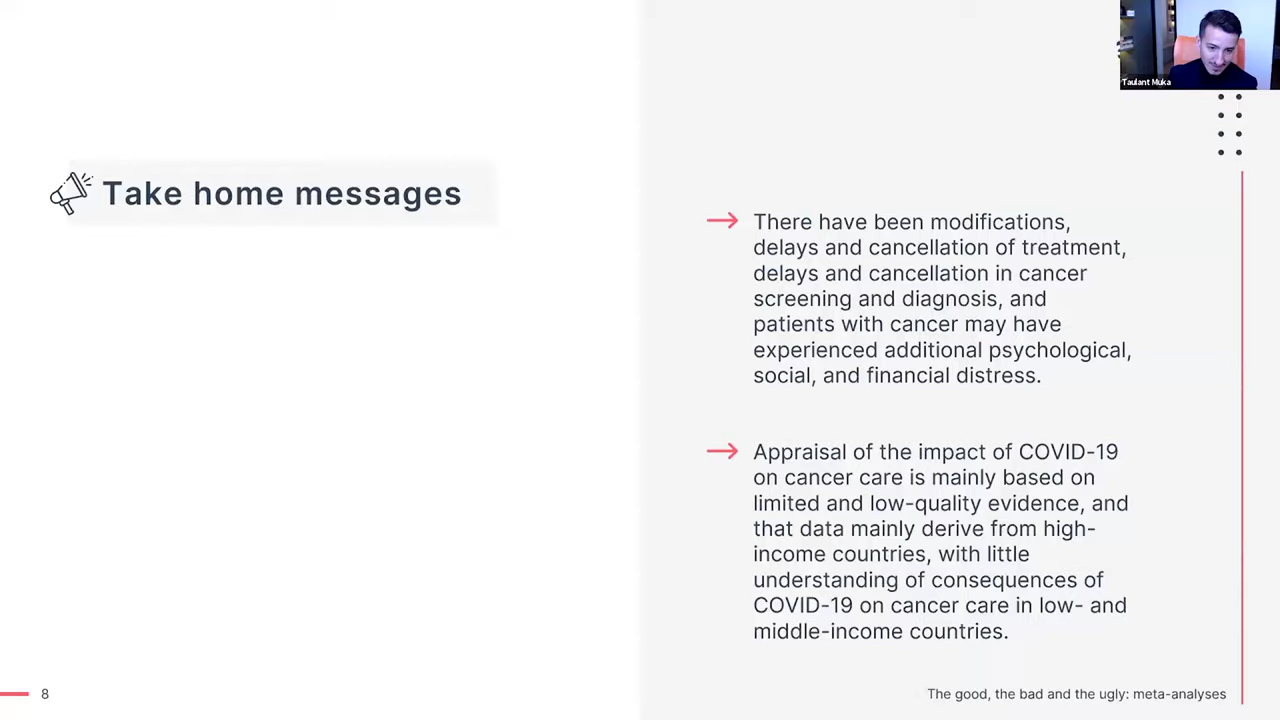 Taulant Muka
Take home messages
There have been modifications,
delays and cancellation of treatment,
delays and cancellation in cancer
screening and diagnosis, and
patients with cancer may have
experienced additional psychological,
social, and financial distress.
Appraisal of the impact of COVID-19
on cancer care is mainly based on
limited and low-quality evidence, and
that data mainly derive from high-
income countries, with little
understanding of consequences of
COVID-19 on cancer care in low- and
middle-income countries.
8
The good, the bad and the ugly: meta-analyses